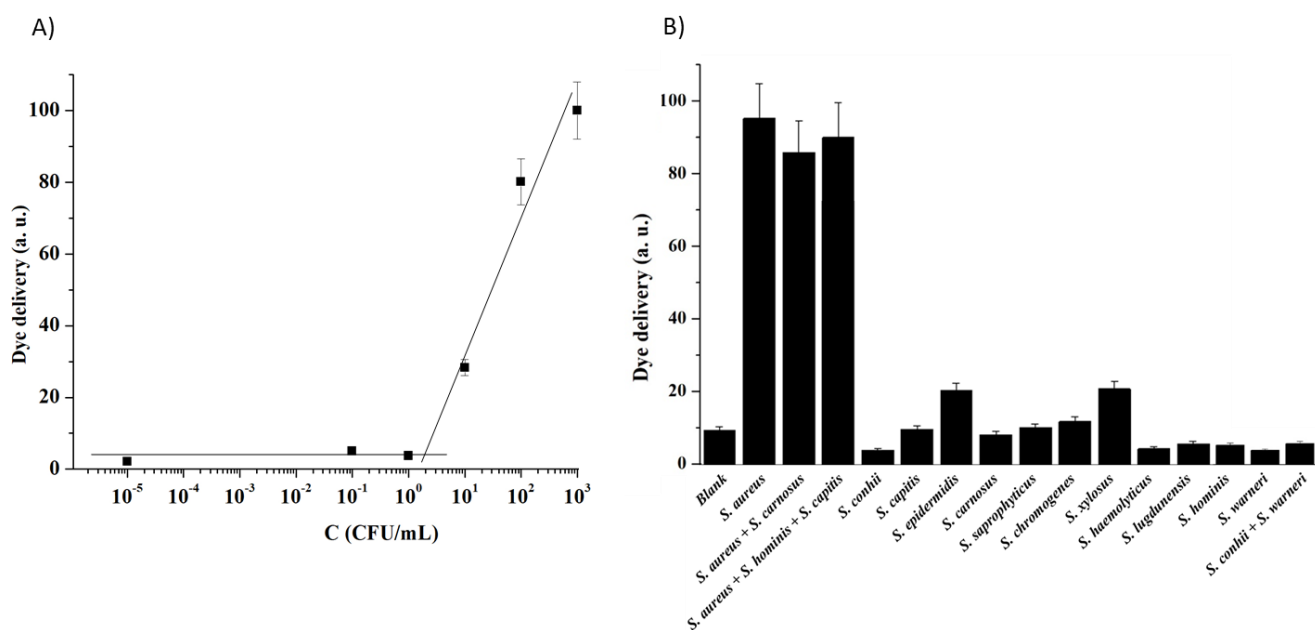 A)
B)
Dye delivery (a. u.)
100
80
60
40
20
0
10-5
10-4
10-3
10-2
10-1
100
101
102
103
C (CFU/mL)
Dye delivery (a. u.)
100
80
60
40
20
0
Blank
S. aureus
S. aureus + S. carnosus
S. aureus + S. hominis + S. capitis
S. conhii
S. capitis
S. epidermidis
S. carnosus
S. saprophyticus
S. chromogenes
S. xylosus
S. haemolyticus
S. lugdunensis
S. hominis
S. warneri
S. conhii + S. warneri